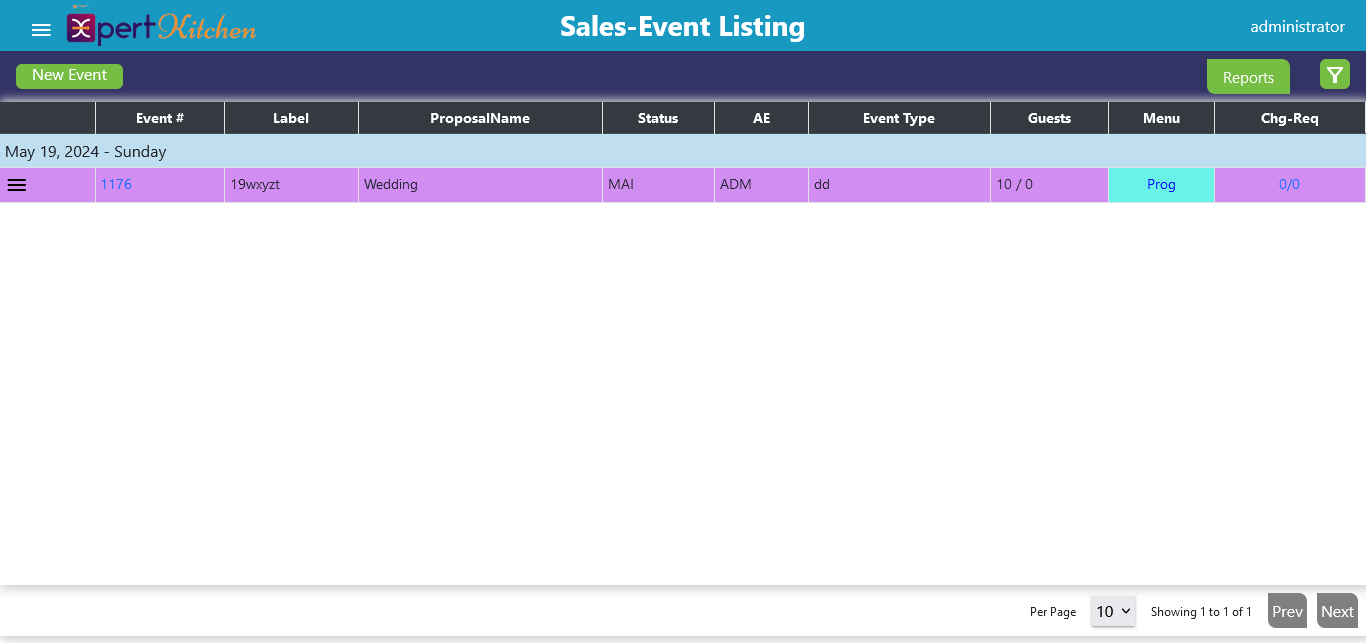 Xpert Kitchen
Sales-Event Listing
administrator
New Event
Reports
Event # Label ProposalName Status AE Event Type Guests Menu Chg-Req
May 19, 2024 - Sunday
1176 19wxyzt Wedding MAI ADM dd 10 / 0 Prog 0/0
Per Page 10 Showing 1 to 1 of 1 Prev Next